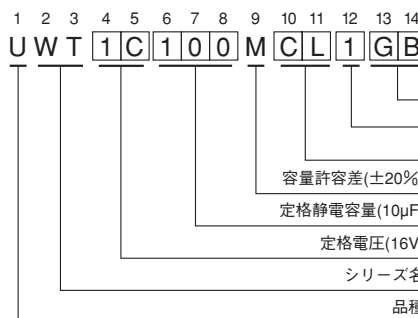 1 2 3 4 5 6 7 8 9 10 11 12 13 14
U W T 1 C 1 0 0 M C L 1 G B
容量許容差(±20%
定格静電容量(10µF
定格電圧(16V
シリーズ名
品種